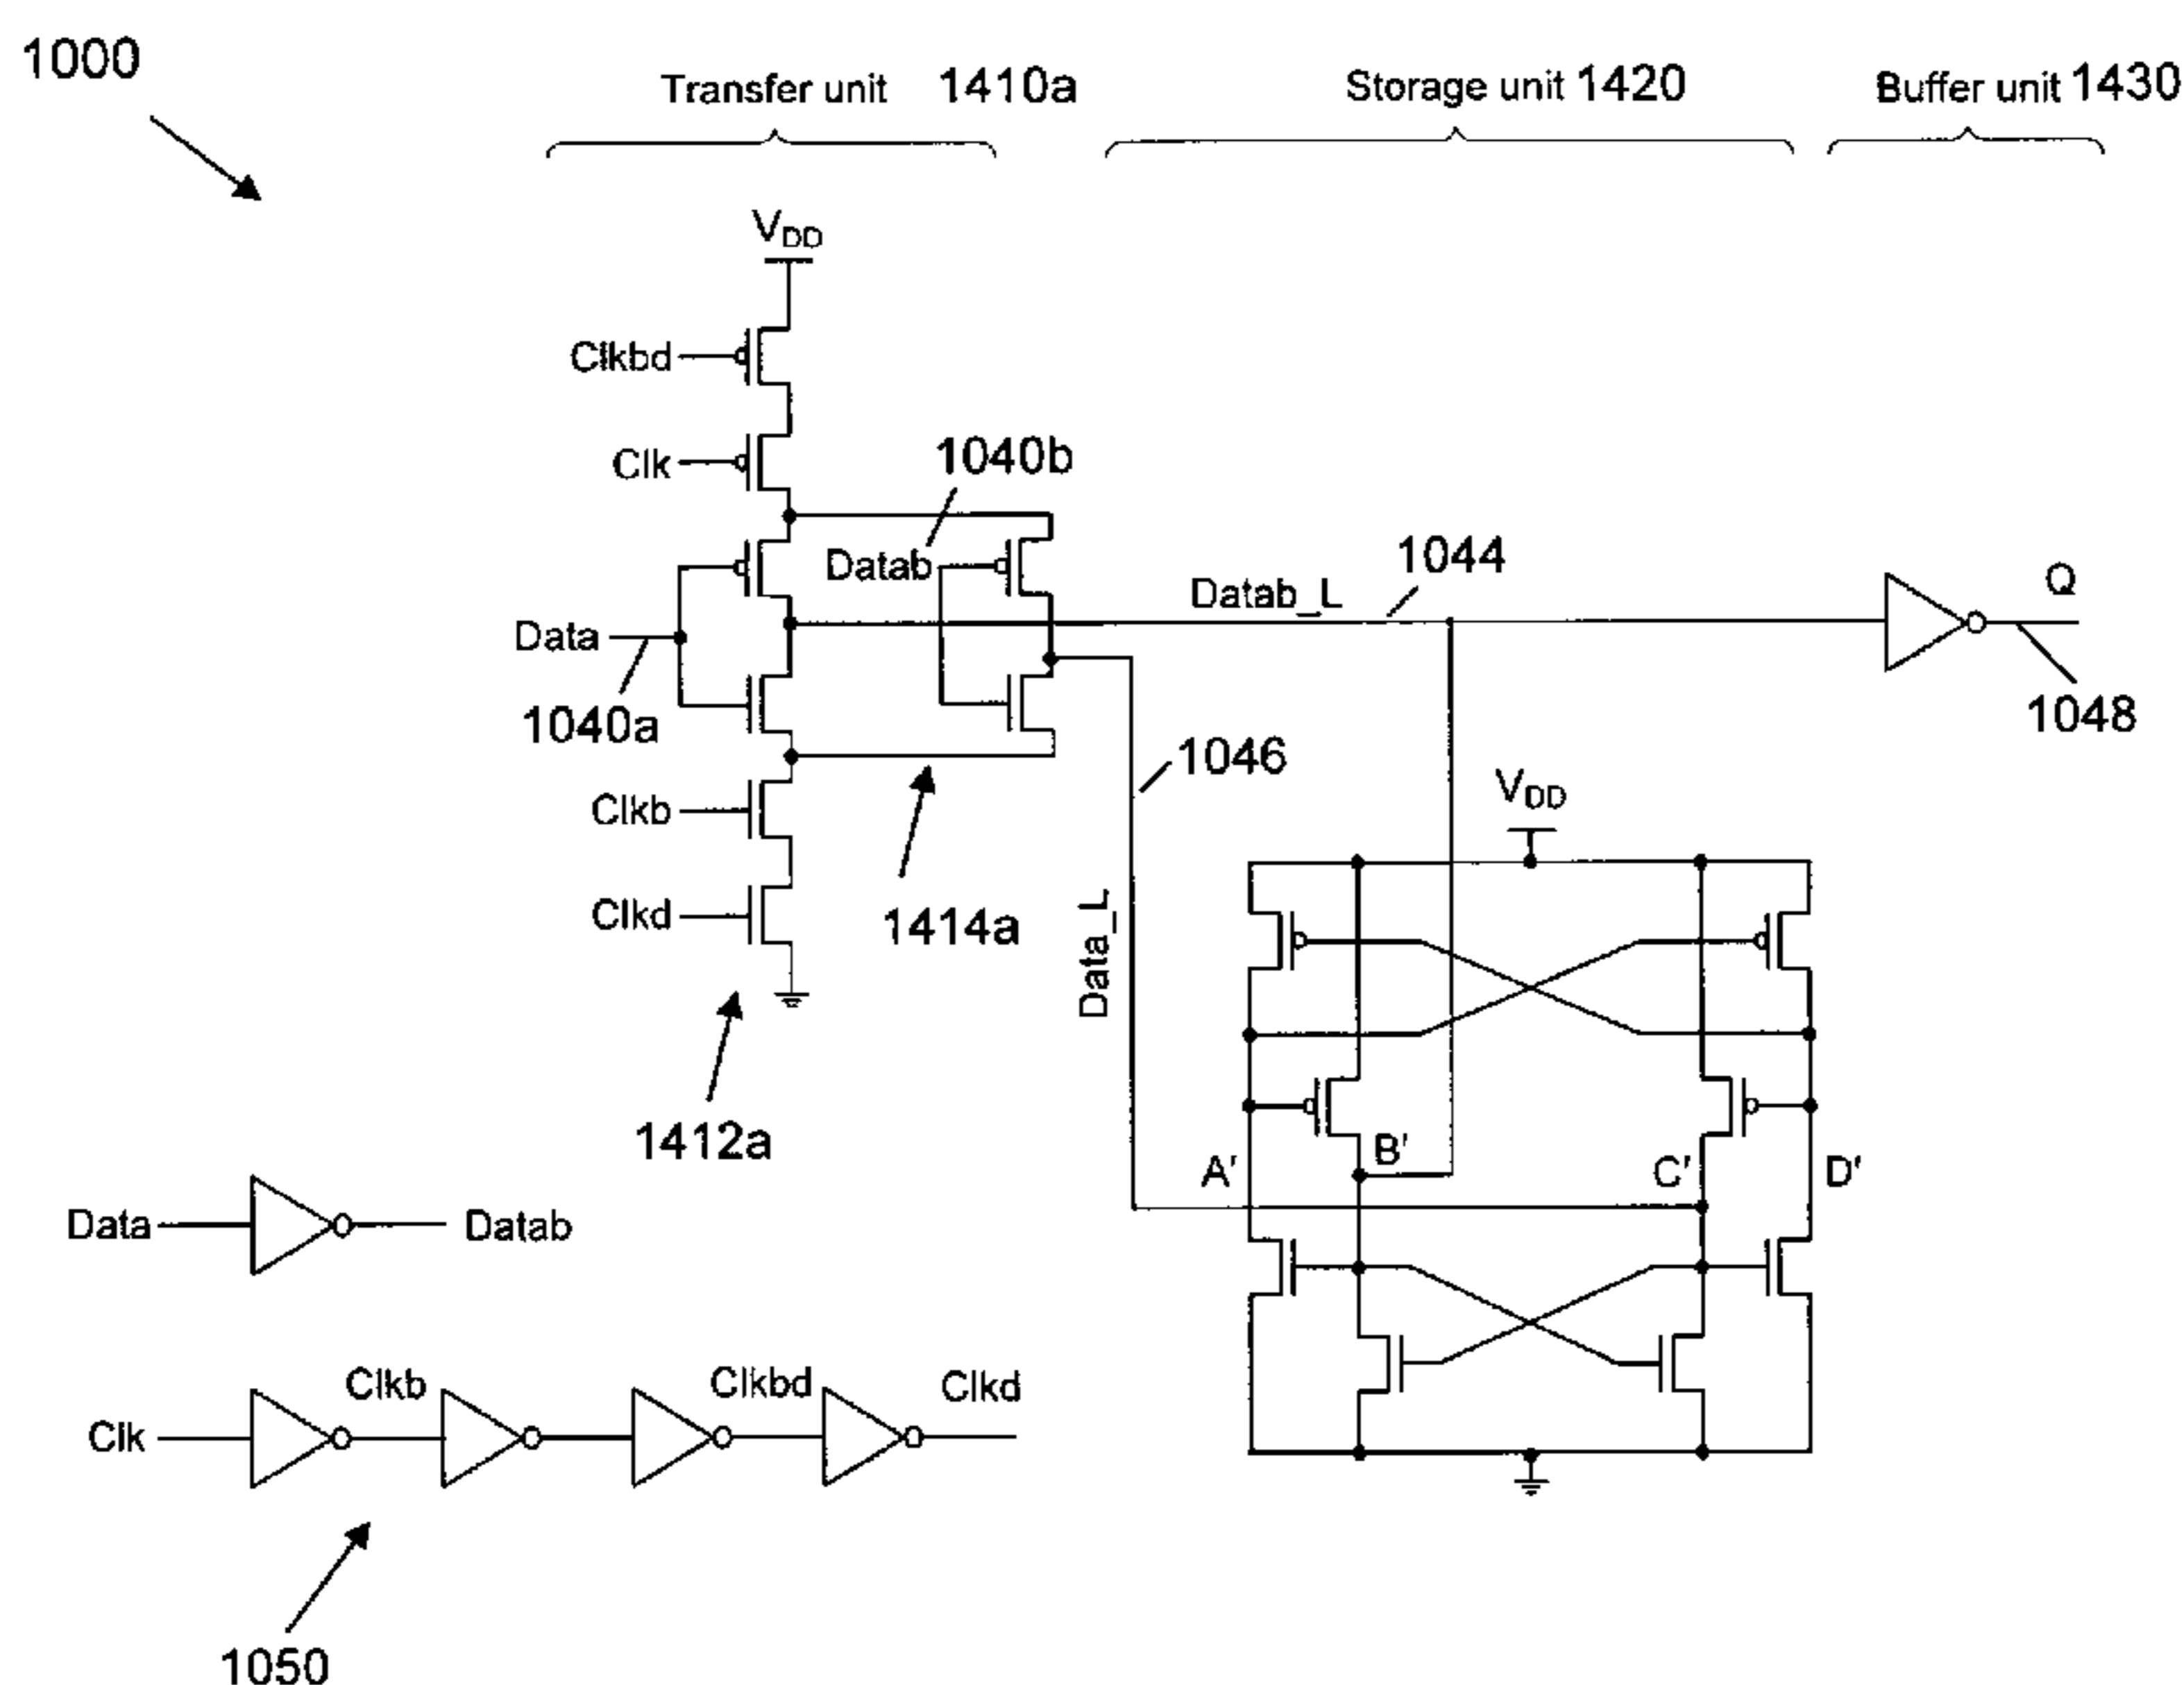 1000
Transfer unit 1410a
Storage unit 1420
Buffer unit 1430
VDD
Clkbd
Clk
1040b
Datab
Datab_L
1044
Q
Data
1040a
1048
1046
VDD
Clkb
Clkd
1414a
Data_L
1412a
A'
B'
C'
D'
Data
Datab
Clk
Clkb
Clkbd
Clkd
1050